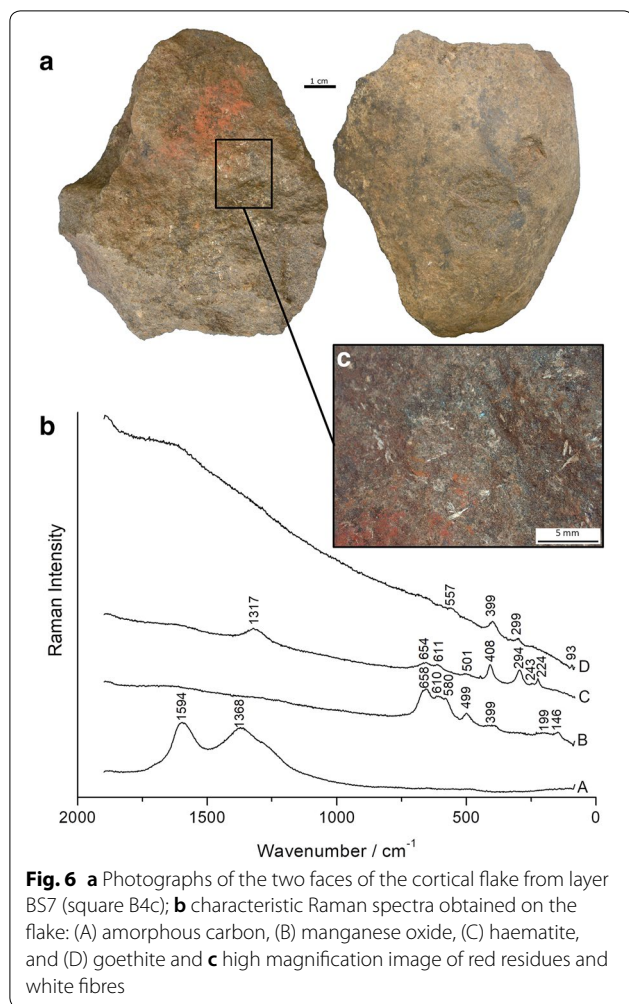 a
1 cm
c
5 mm
b
Raman Intensity
1594
1368
1317
557
399
299
93
D
654
611
501
408
294
243
224
C
658
610
580
499
399
199
146
B
A
2000 1500 1000 500 0
Wavenumber / cm-1
Fig. 6 a Photographs of the two faces of the cortical flake from layer
BS7 (square B4c); b characteristic Raman spectra obtained on the
flake: (A) amorphous carbon, (B) manganese oxide, (C) haematite,
and (D) goethite and c high magnification image of red residues and
white fibres